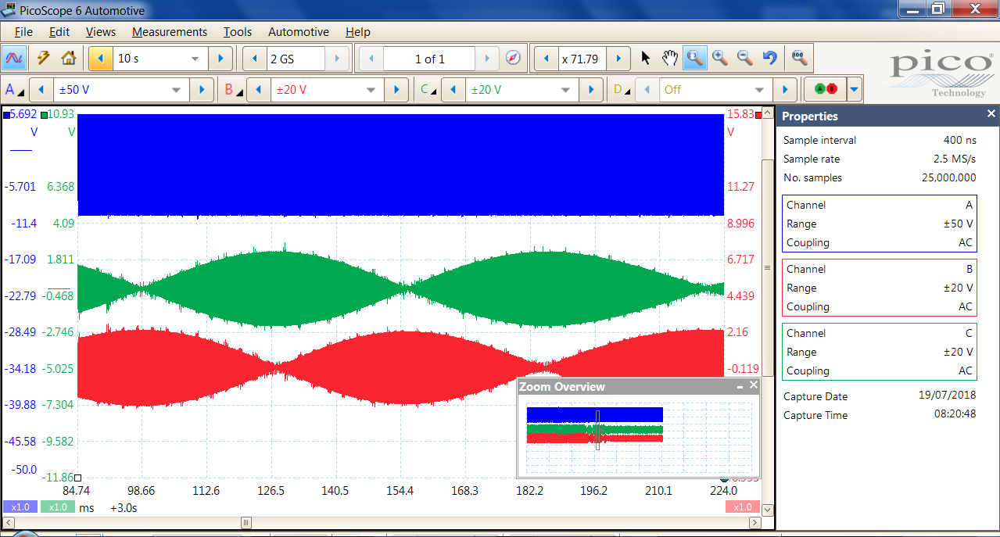 PicoScope 6 Automotive
File Edit Views Measurements Tools Automotive Help
10 s 2 GS 1 of 1 x 71.79
A ±50 V B ±20 V C ±20 V D Off
pico
Technology
5.692 10.93 15.83
V V V
-5.701 6.368 11.27
-11.4 4.09 8.996
-17.09 1.811 6.717
-22.79 -0.468 4.439
-28.49 -2.746 2.16
-34.18 -5.025 -0.119
-39.88 -7.304
-45.58 -9.582
-50.0 -11.86
84.74 98.66 112.6 126.5 140.5 154.4 168.3 182.2 196.2 210.1 224.0
x1.0 x1.0 ms +3.0s x1.0
Zoom Overview
Properties
Sample interval 400 ns
Sample rate 2.5 MS/s
No. samples 25,000,000
Channel A
Range ±50 V
Coupling AC
Channel B
Range ±20 V
Coupling AC
Channel C
Range ±20 V
Coupling AC
Capture Date 19/07/2018
Capture Time 08:20:48